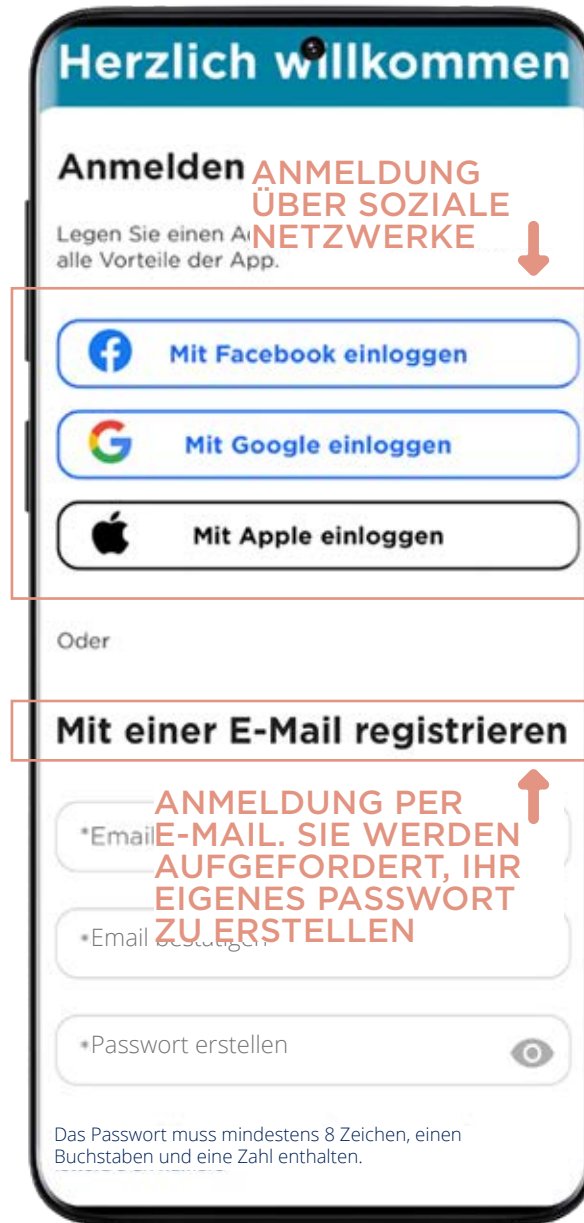 Herzlich willkommen
Anmelden
ANMELDUNG
ÜBER SOZIALE
NETZWERKE
Legen Sie einen
alle Vorteile der App.
Mit Facebook einloggen
Mit Google einloggen
Mit Apple einloggen
Oder
Mit einer E-Mail registrieren
ANMELDUNG PER
E-MAIL. SIE WERDEN
AUFGEFORDERT, IHR
EIGENES PASSWORT
ZU ERSTELLEN
*Email
*Email bestätigen
*Passwort erstellen
Das Passwort muss mindestens 8 Zeichen, einen
Buchstaben und eine Zahl enthalten.